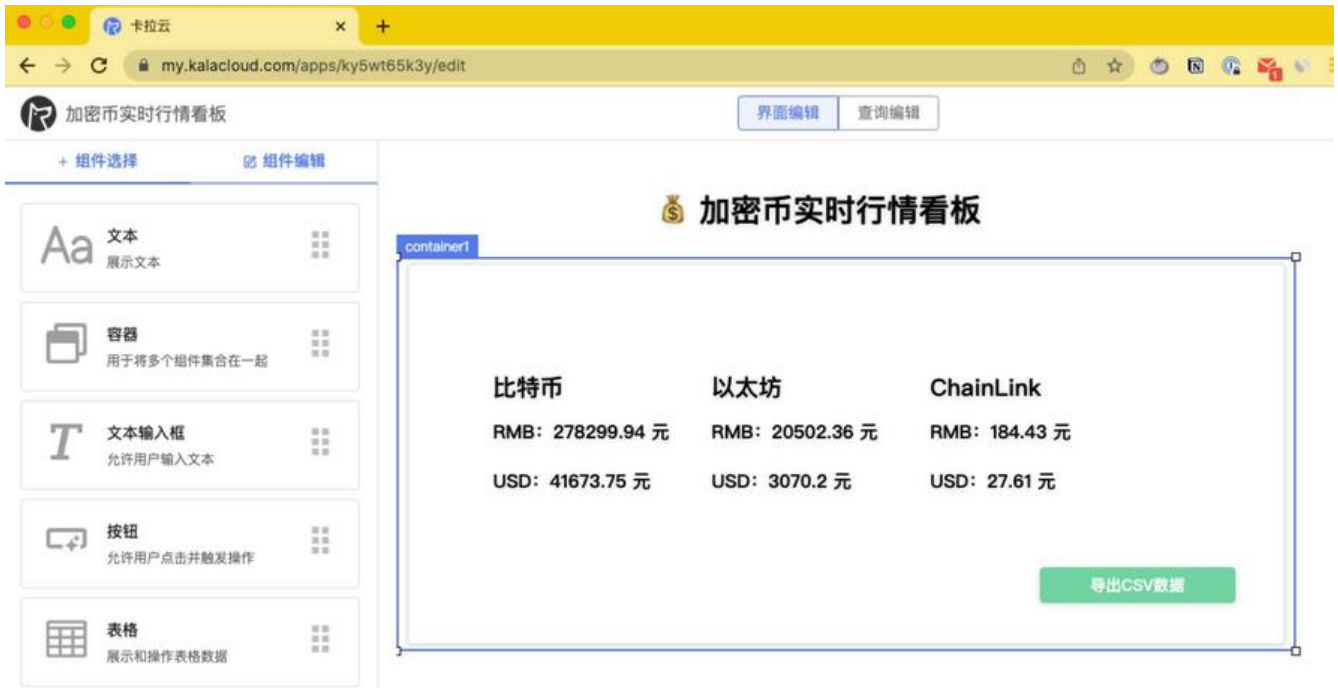 卡拉云
my.kalacloud.com/apps/ky5wt65k3y/edit
加密币实时行情看板
界面编辑 查询编辑
+ 组件选择 组件编辑
💰 加密币实时行情看板
container1
Aa 文本
展示文本
容器
用于将多个组件集合在一起
文本输入框
允许用户输入文本
按钮
允许用户点击并触发操作
表格
展示和操作表格数据
比特币 以太坊 ChainLink
RMB：278299.94 元 RMB：20502.36 元 RMB：184.43 元
USD：41673.75 元 USD：3070.2 元 USD：27.61 元
导出CSV数据